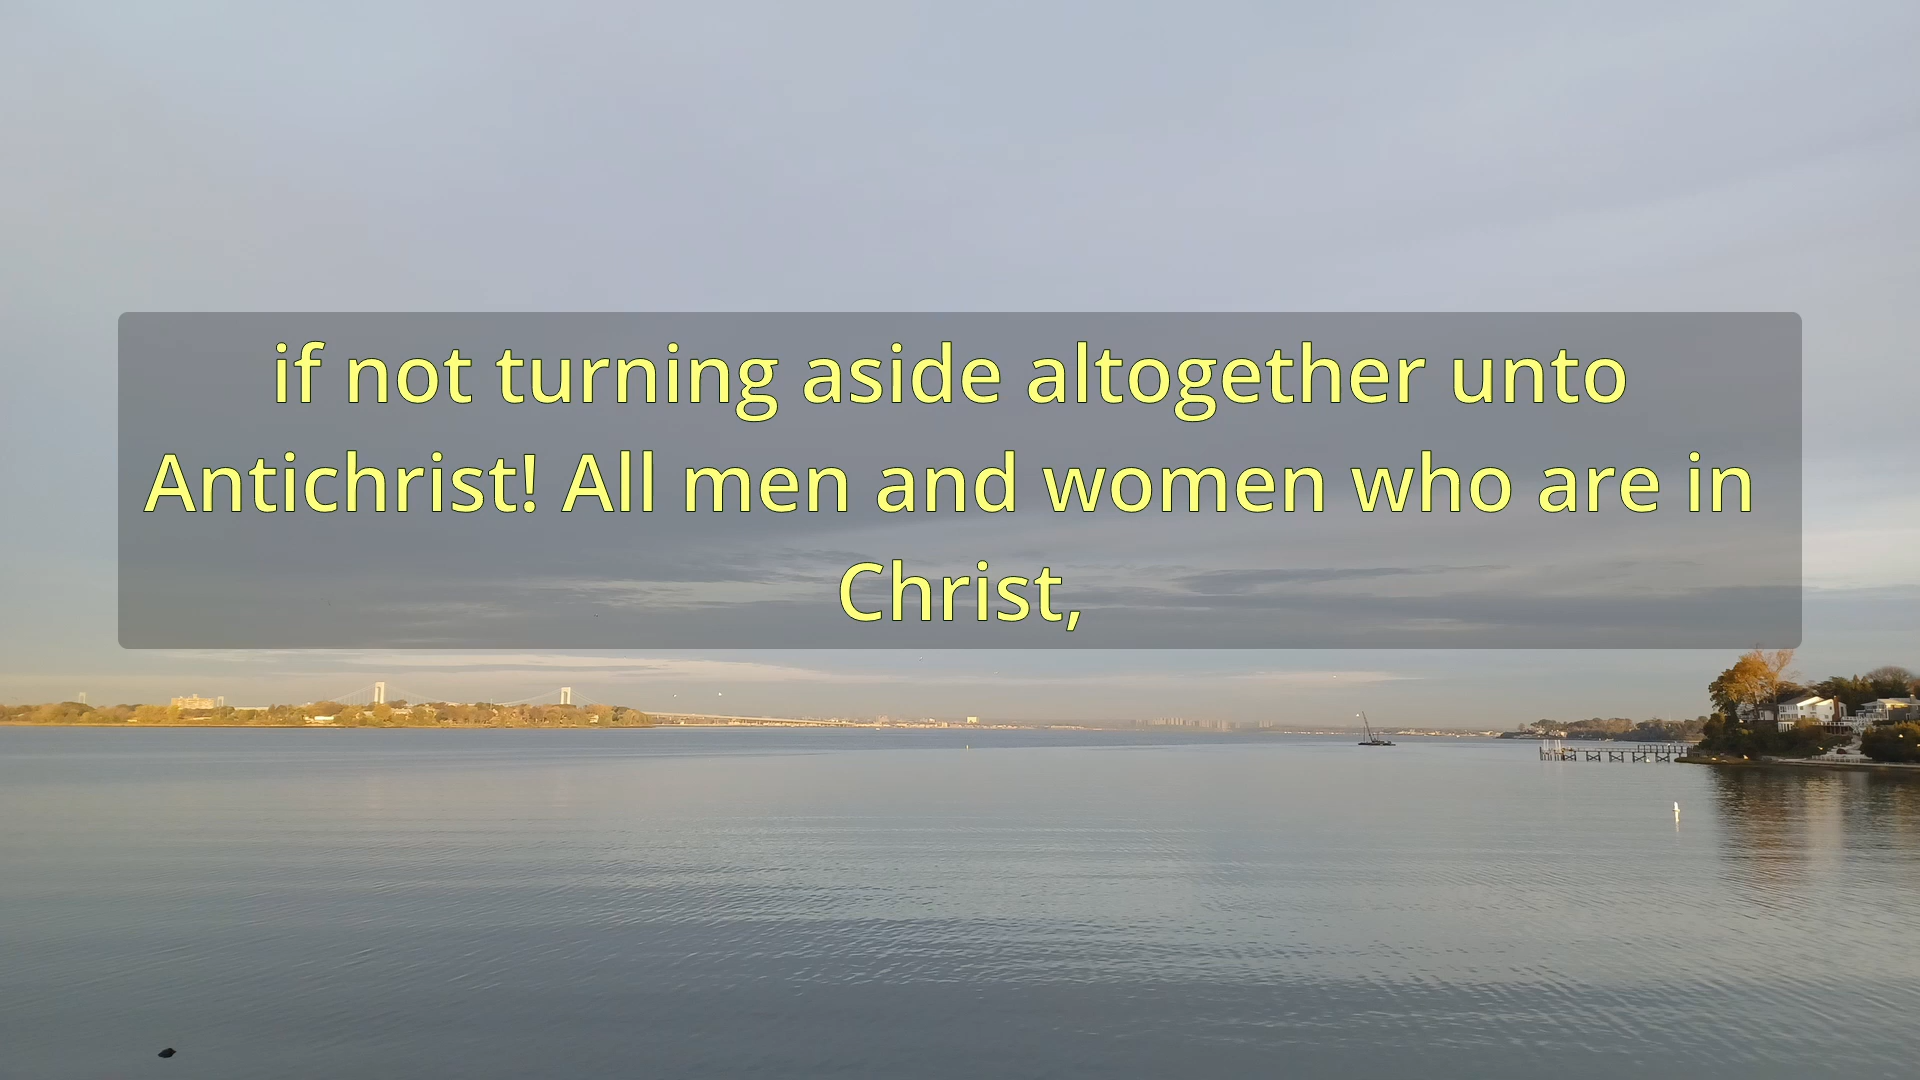 if not turning aside altogether unto
Antichrist! All men and women who are in
Christ,